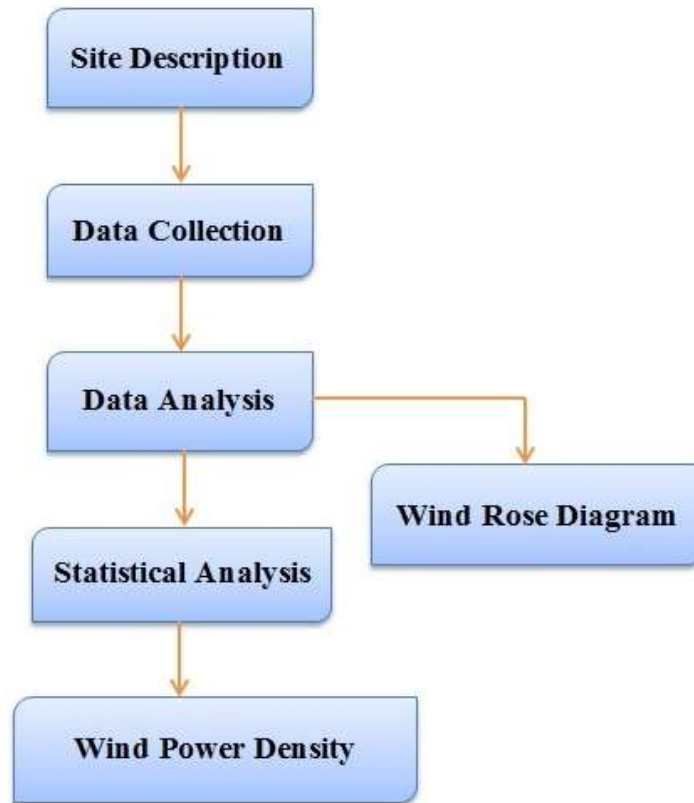 Site Description
Data Collection
Data Analysis
Wind Rose Diagram
Statistical Analysis
Wind Power Density